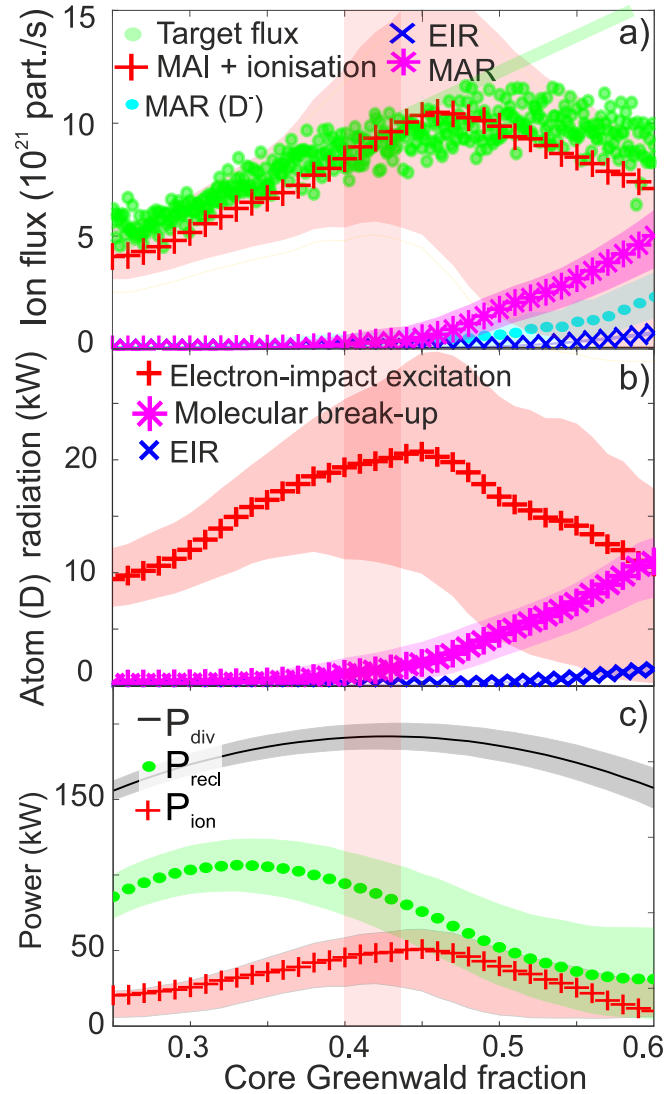 15
Target flux
EIR
a)
MAI + ionisation
MAR
MAR (D⁻)
10
5
0
Ion flux (10²¹ part./s)
b)
Electron-impact excitation
Molecular break-up
EIR
20
10
0
Atom (D) radiation (kW)
c)
P_div
P_recl
P_ion
150
50
0
Power (kW)
0.3 0.4 0.5 0.6
Core Greenwald fraction